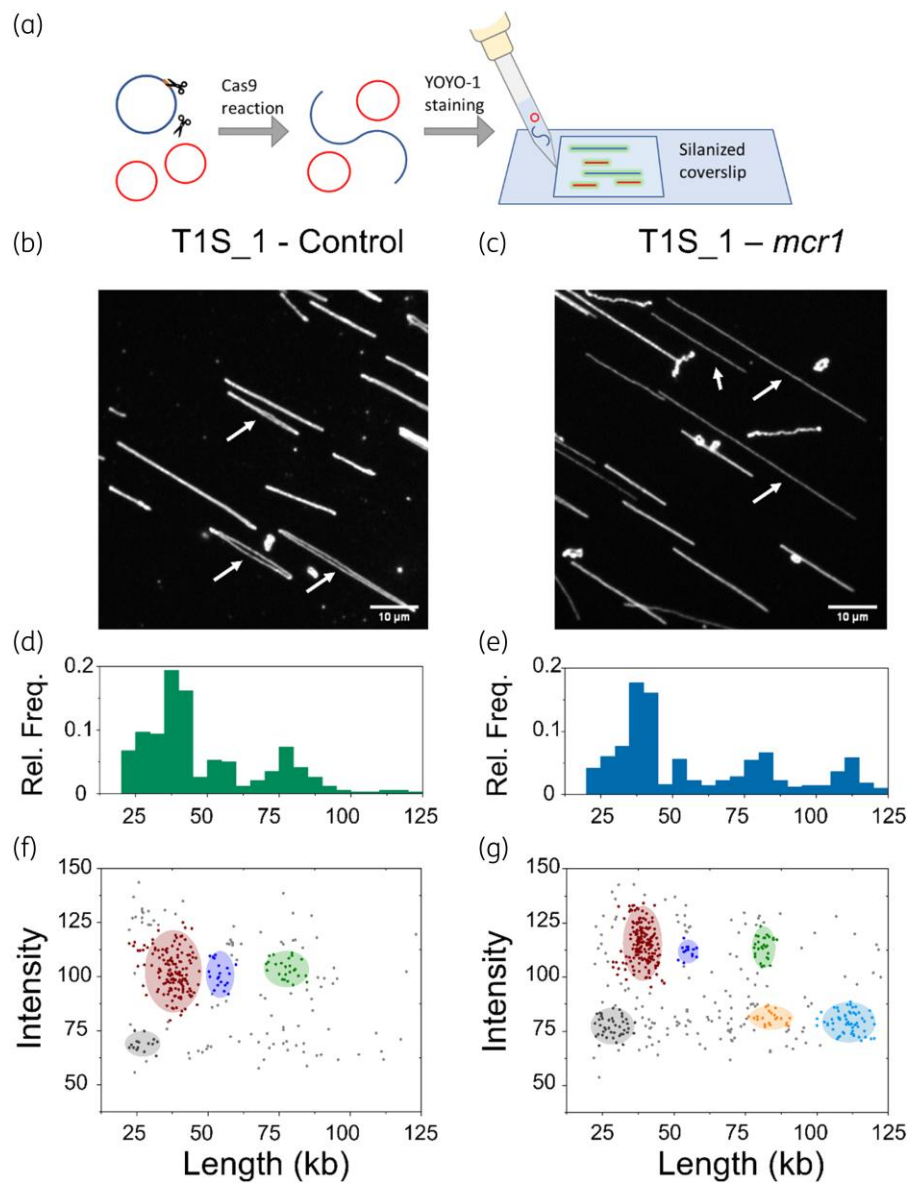 (a)
Cas9
reaction
YOYO-1
staining
Silanized
coverslip
(b) T1S_1 - Control
(c) T1S_1 – mcr1
10 µm
10 µm
(d)
Rel. Freq.
0.2
0.1
0
25 50 75 100 125
(e)
Rel. Freq.
0.2
0.1
0
25 50 75 100 125
(f)
Intensity
150
125
100
75
50
25 50 75 100 125
Length (kb)
(g)
Intensity
150
125
100
75
50
25 50 75 100 125
Length (kb)